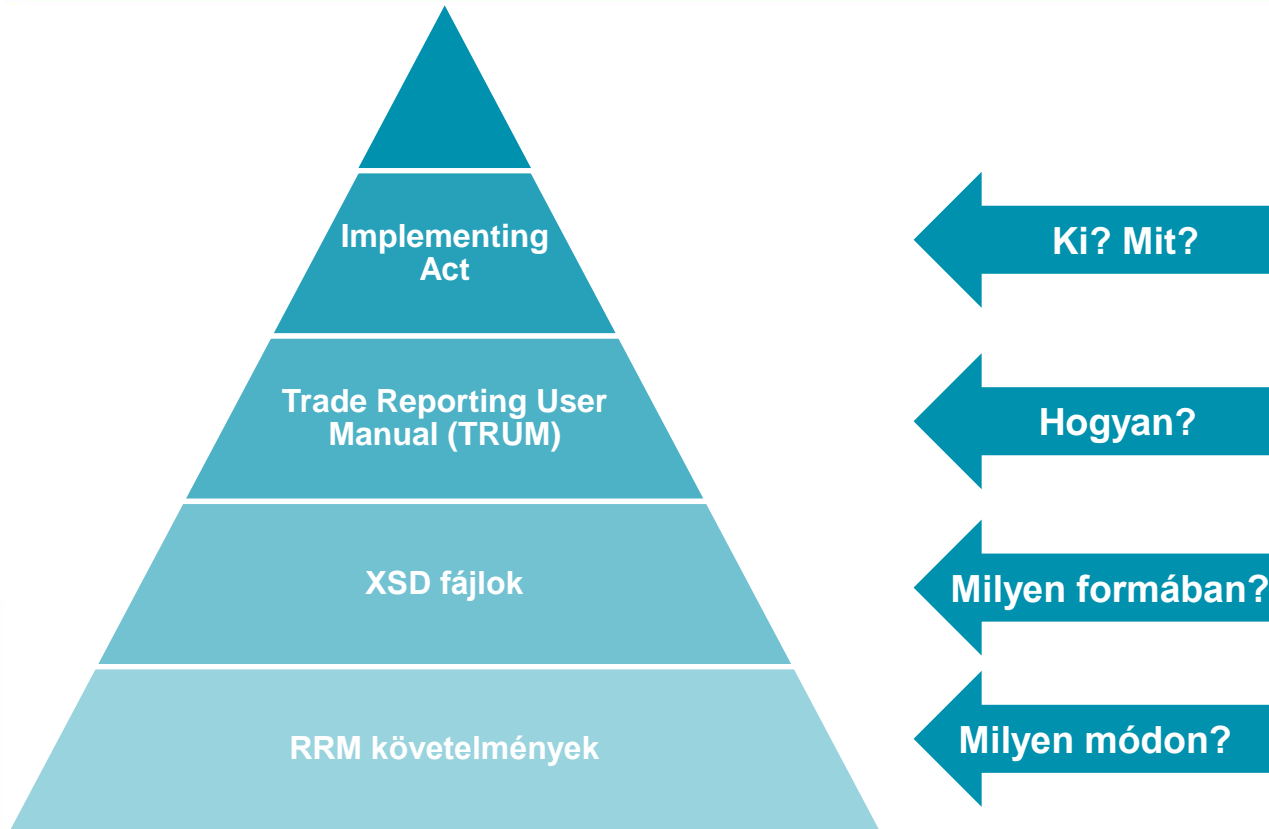 Implementing
Act
Ki? Mit?
Trade Reporting User
Manual (TRUM)
Hogyan?
XSD fájlok
Milyen formában?
RRM követelmények
Milyen módon?